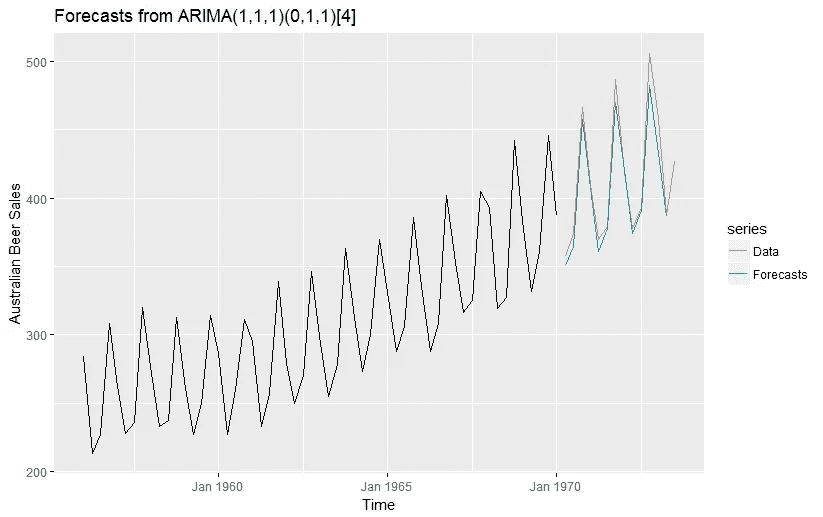 Forecasts from ARIMA(1,1,1)(0,1,1)[4]
500
400
300
200
Australian Beer Sales
Jan 1960
Jan 1965
Jan 1970
Time
series
Data
Forecasts